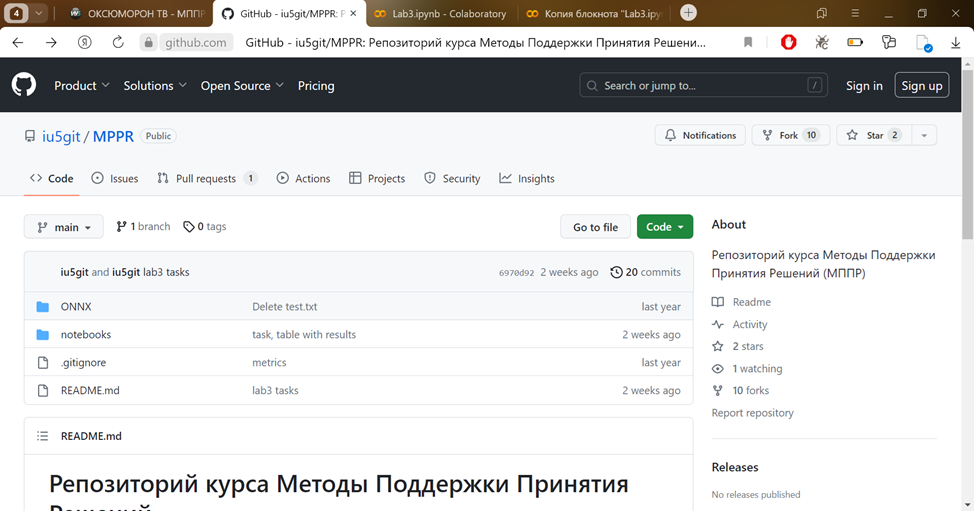 4 ОКСЮМОРОН ТВ - МППР GitHub - iu5git/MPPR: Р Lab3.ipynb - Colaboratory Копия блокнота "Lab3.ipy
github.com GitHub - iu5git/MPPR: Репозиторий курса Методы Поддержки Принятия Решени...
Product Solutions Open Source Pricing Search or jump to... / Sign in Sign up
iu5git / MPPR Public Notifications Fork 10 Star 2
Code Issues Pull requests 1 Actions Projects Security Insights
main 1 branch 0 tags Go to file Code
iu5git and iu5git lab3 tasks 6970d92 2 weeks ago 20 commits
ONNX Delete test.txt last year
notebooks task, table with results 2 weeks ago
.gitignore metrics last year
README.md lab3 tasks 2 weeks ago
README.md
Репозиторий курса Методы Поддержки Принятия
Решений
About
Репозиторий курса Методы Поддержки
Принятия Решений (МППР)
Readme
Activity
2 stars
1 watching
10 forks
Report repository
Releases
No releases published